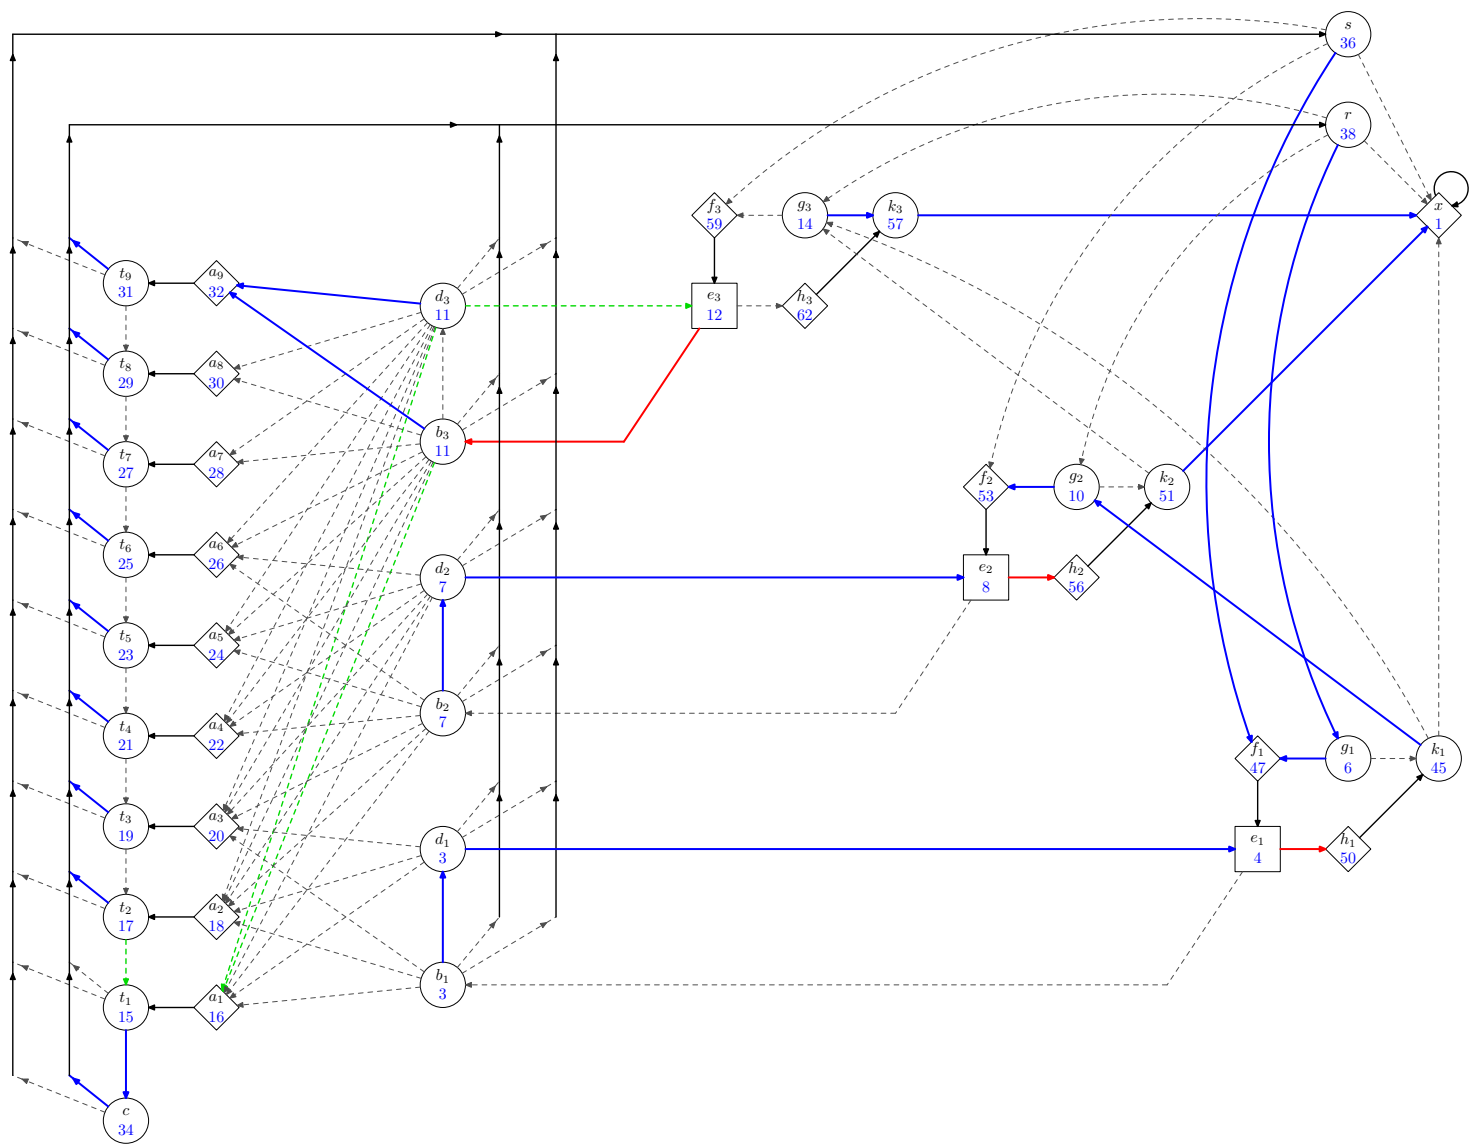 s
36
r
38
f₃
59
g₃
14
k₃
57
x
1
t₉
31
a₉
32
d₃
11
e₃
12
h₃
62
t₈
29
a₈
30
b₃
11
t₇
27
a₇
28
f₂
53
g₂
10
k₂
51
t₆
25
a₆
26
d₂
7
e₂
8
h₂
56
t₅
23
a₅
24
b₂
7
t₄
21
a₄
22
f₁
47
g₁
6
k₁
45
t₃
19
a₃
20
d₁
3
e₁
4
h₁
50
t₂
17
a₂
18
b₁
3
t₁
15
a₁
16
c
34